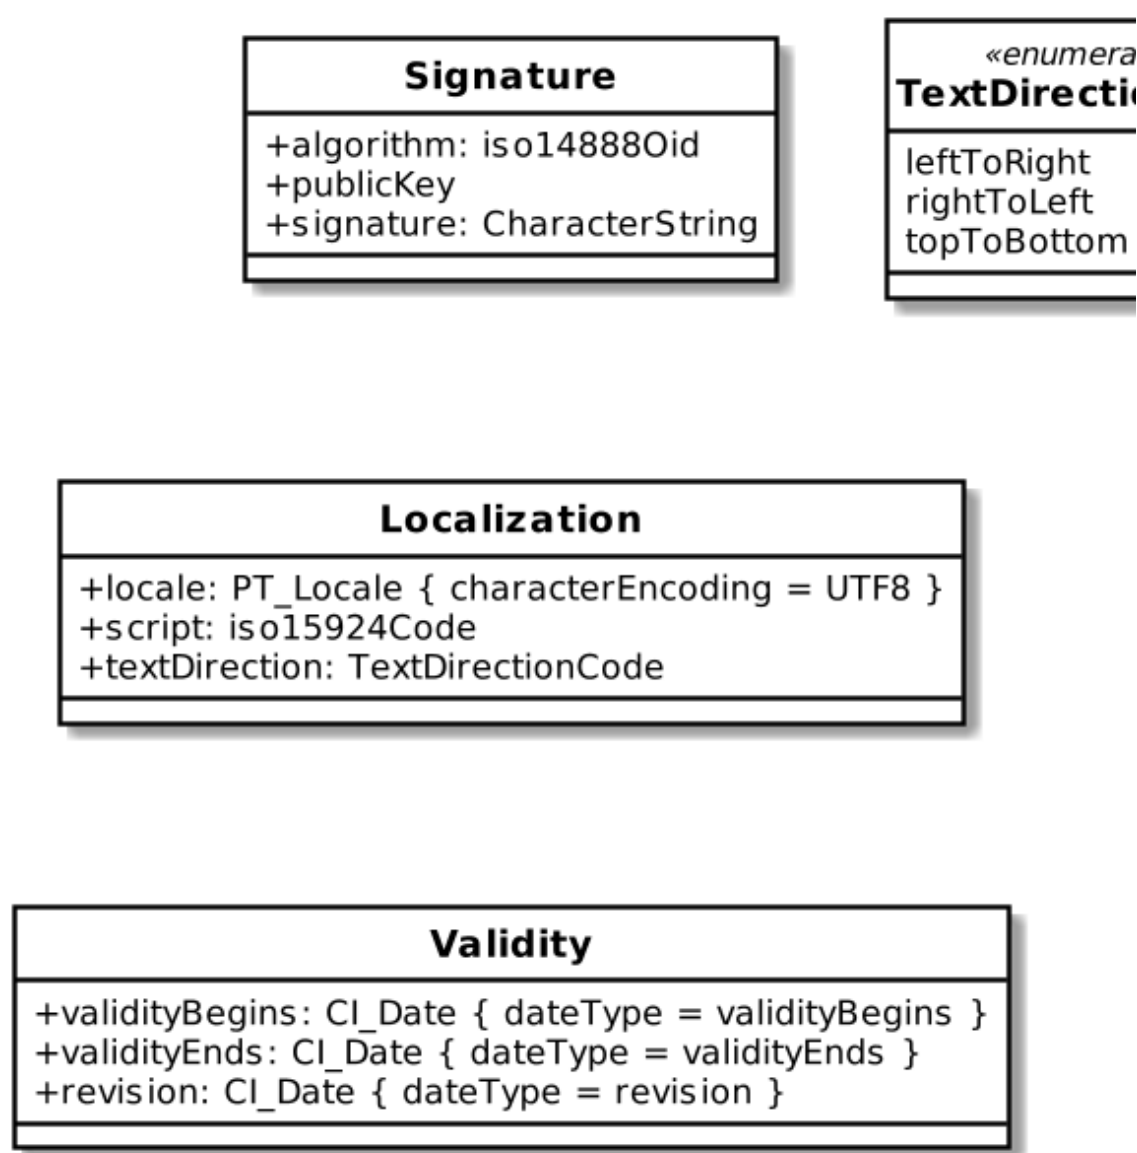 Signature
+algorithm: iso14888Oid
+publicKey
+signature: CharacterString
«enumera
TextDirecti
leftToRight
rightToLeft
topToBottom
Localization
+locale: PT_Locale { characterEncoding = UTF8 }
+script: iso15924Code
+textDirection: TextDirectionCode
Validity
+validityBegins: CI_Date { dateType = validityBegins }
+validityEnds: CI_Date { dateType = validityEnds }
+revision: CI_Date { dateType = revision }